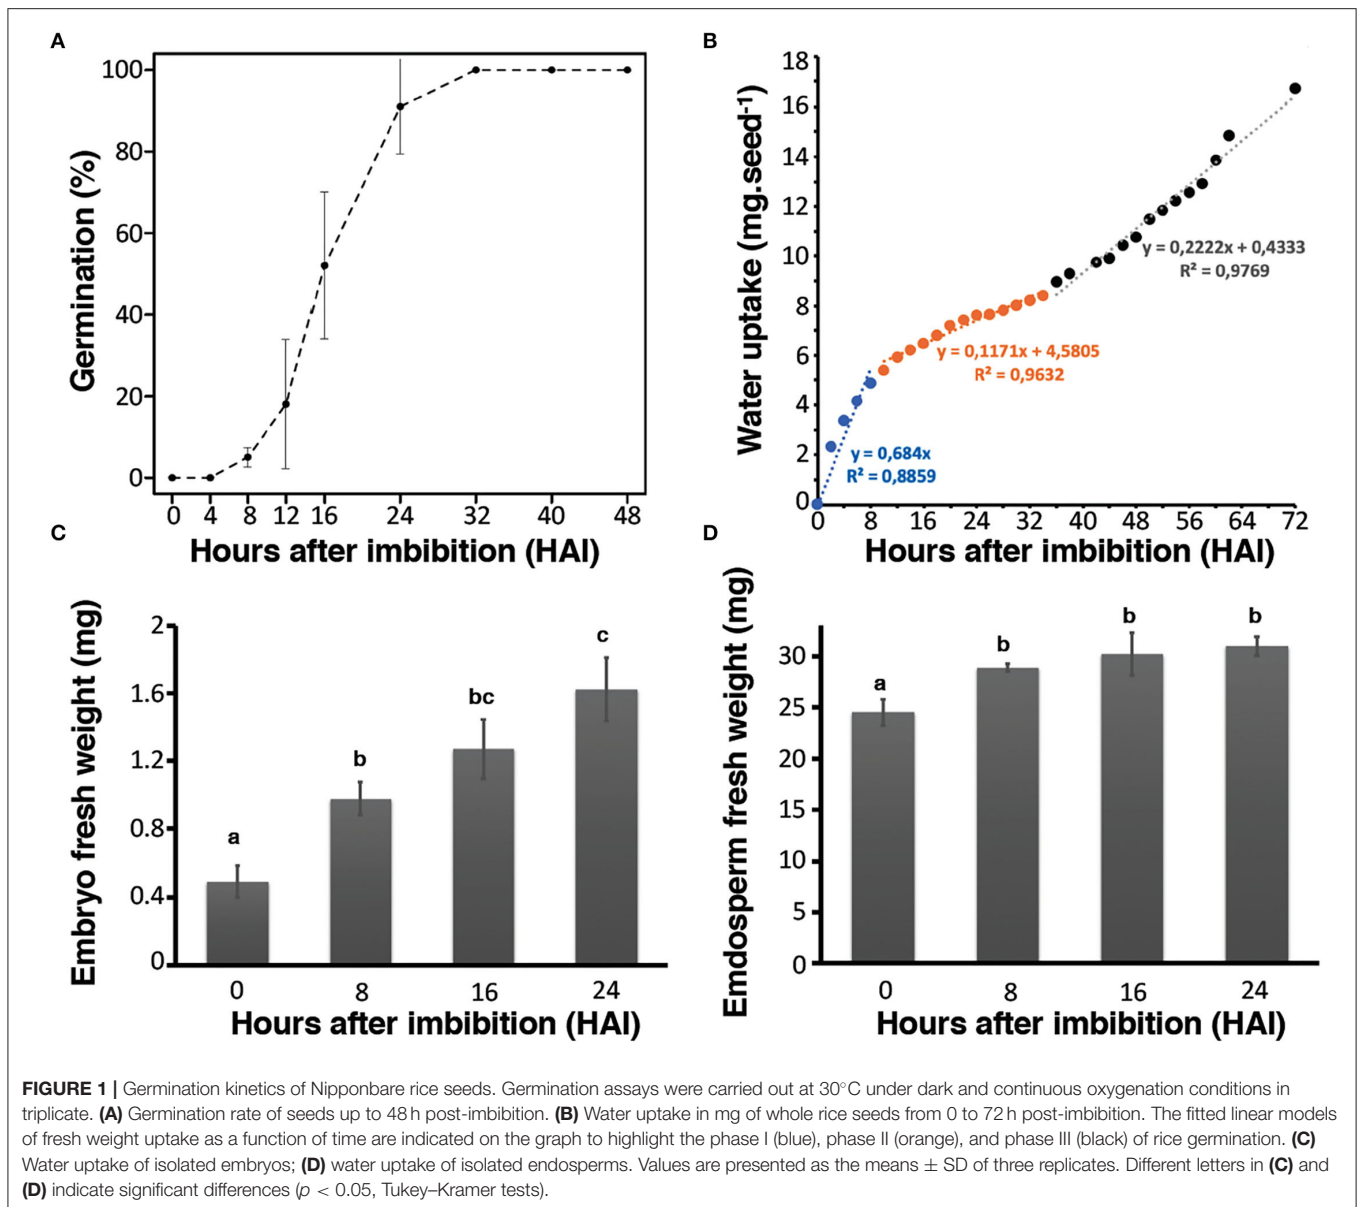 A
Germination (%)
100
80
60
40
20
0
0 4 8 12 16 24 32 40 48
Hours after imbibition (HAI)
B
Water uptake (mg.seed-1)
18
16
14
12
10
8
6
4
2
0
y = 0,2222x + 0,4333
R² = 0,9769
y = 0,1171x + 4,5805
R² = 0,9632
y = 0,684x
R² = 0,8859
0 8 16 24 32 40 48 56 64 72
Hours after imbibition (HAI)
C
Embryo fresh weight (mg)
2
1.6
1.2
0.8
0.4
0
a
b
bc
c
0 8 16 24
Hours after imbibition (HAI)
D
Emdosperm fresh weight (mg)
30
25
20
15
10
5
0
a
b
b
b
0 8 16 24
Hours after imbibition (HAI)
FIGURE 1 | Germination kinetics of Nipponbare rice seeds. Germination assays were carried out at 30°C under dark and continuous oxygenation conditions in
triplicate. (A) Germination rate of seeds up to 48 h post-imbibition. (B) Water uptake in mg of whole rice seeds from 0 to 72 h post-imbibition. The fitted linear models
of fresh weight uptake as a function of time are indicated on the graph to highlight the phase I (blue), phase II (orange), and phase III (black) of rice germination. (C)
Water uptake of isolated embryos; (D) water uptake of isolated endosperms. Values are presented as the means ± SD of three replicates. Different letters in (C) and
(D) indicate significant differences (p < 0.05, Tukey–Kramer tests).